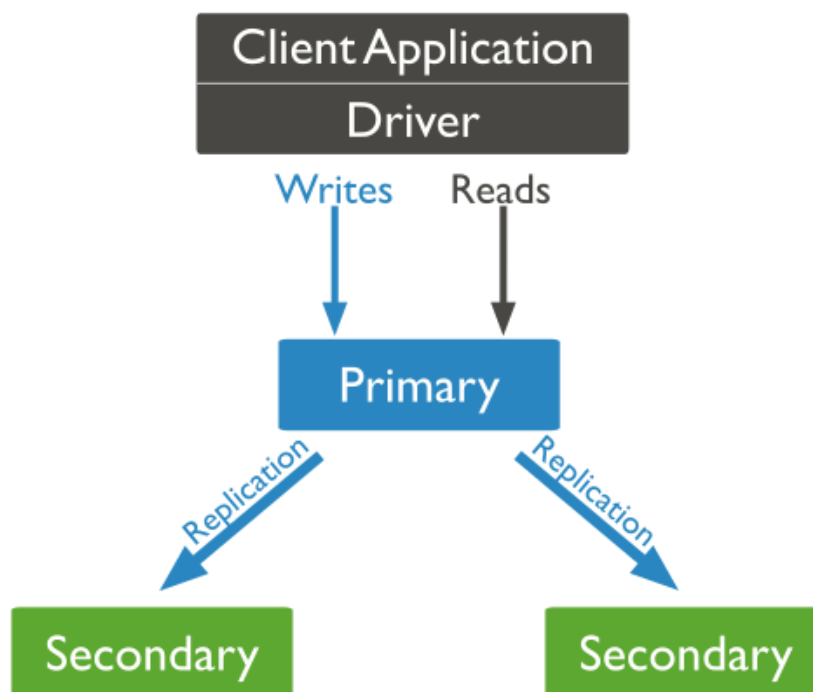 Client Application
Driver
Writes
Reads
Primary
Replication
Replication
Secondary
Secondary